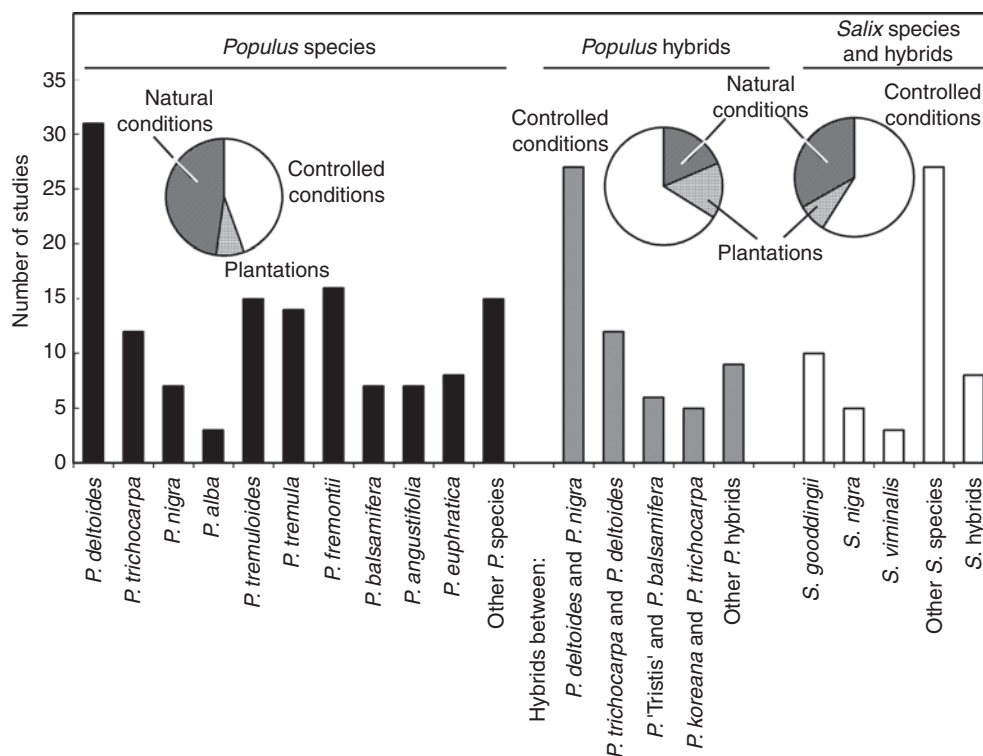 Populus species
Populus hybrids
Salix species
and hybrids
Number of studies
35
30
25
20
15
10
5
0
Natural
conditions
Controlled
conditions
Plantations
Controlled
conditions
Natural
conditions
Controlled
conditions
Plantations
P. deltoides
P. trichocarpa
P. nigra
P. alba
P. tremuloides
P. tremula
P. fremontii
P. balsamifera
P. angustifolia
P. euphratica
Other P. species
Hybrids between:
P. deltoides and P. nigra
P. trichocarpa and P. deltoides
P. 'Tristis' and P. balsamifera
P. koreana and P. trichocarpa
Other P. hybrids
S. gooddingii
S. nigra
S. viminalis
Other S. species
S. hybrids